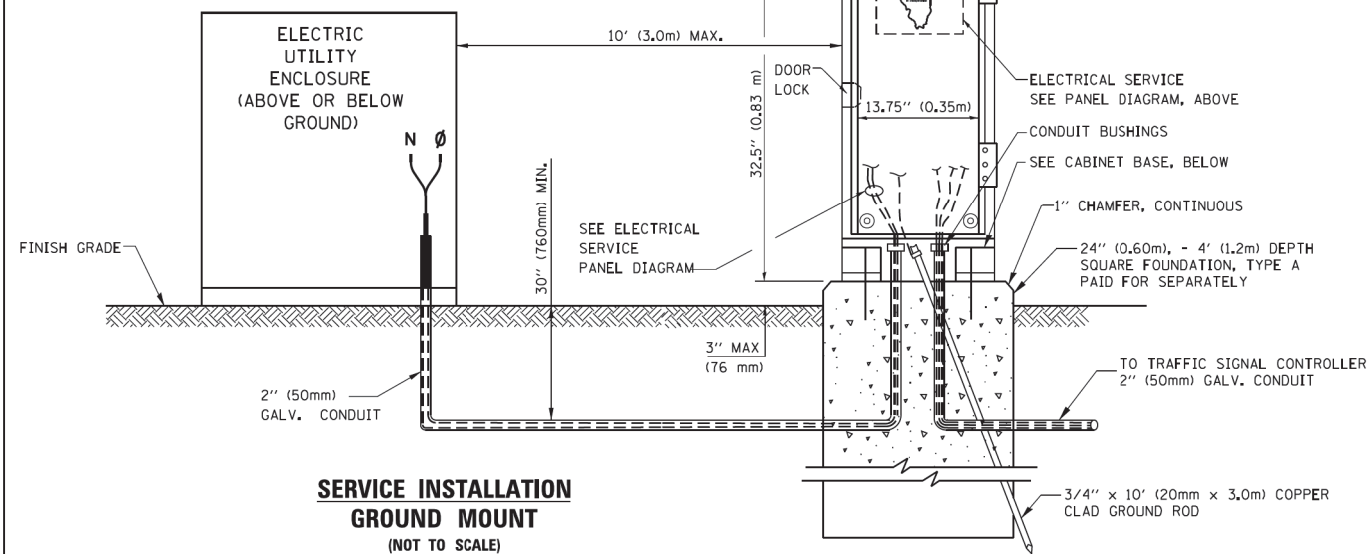 ELECTRIC
UTILITY
ENCLOSURE
(ABOVE OR BELOW
GROUND)
N Ø
10' (3.0m) MAX.
DOOR
LOCK
32.5" (0.83 m)
13.75" (0.35m)
ELECTRICAL SERVICE
SEE PANEL DIAGRAM, ABOVE
CONDUIT BUSHINGS
SEE CABINET BASE, BELOW
1" CHAMFER, CONTINUOUS
24" (0.60m), - 4' (1.2m) DEPTH
SQUARE FOUNDATION, TYPE A
PAID FOR SEPARATELY
FINISH GRADE
30" (760mm) MIN.
SEE ELECTRICAL
SERVICE
PANEL DIAGRAM
3" MAX
(76 mm)
2" (50mm)
GALV. CONDUIT
TO TRAFFIC SIGNAL CONTROLLER
2" (50mm) GALV. CONDUIT
3/4" x 10' (20mm x 3.0m) COPPER
CLAD GROUND ROD
SERVICE INSTALLATION
GROUND MOUNT
(NOT TO SCALE)